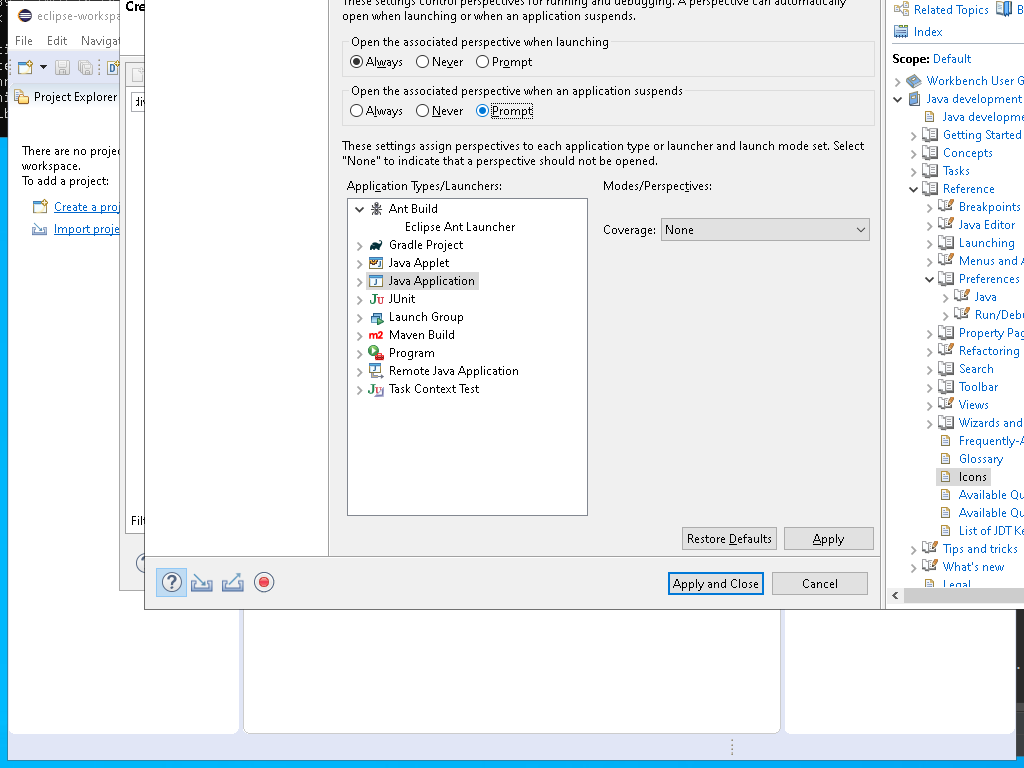 eclipse-workspa
Cre
File Edit Navigat
Project Explorer
There are no proje
workspace.
To add a project:
Create a proj
Import proje
Filt
These settings control perspectives for running and debugging. A perspective can automatically
open when launching or when an application suspends.
Open the associated perspective when launching
Always Never Prompt
Open the associated perspective when an application suspends
Always Never Prompt
These settings assign perspectives to each application type or launcher and launch mode set. Select
"None" to indicate that a perspective should not be opened.
Application Types/Launchers:
Modes/Perspectives:
Ant Build
Eclipse Ant Launcher
Gradle Project
Java Applet
Java Application
JUnit
Launch Group
Maven Build
Program
Remote Java Application
Task Context Test
Coverage: None
Restore Defaults Apply
Apply and Close Cancel
Related Topics B
Index
Scope: Default
Workbench User G
Java development
Java developme
Getting Started
Concepts
Tasks
Reference
Breakpoints
Java Editor
Launching
Menus and A
Preferences
Java
Run/Debu
Property Pag
Refactoring
Search
Toolbar
Views
Wizards and
Frequently-A
Glossary
Icons
Available Qu
Available Qu
List of JDT Ke
Tips and tricks
What's new
Legal